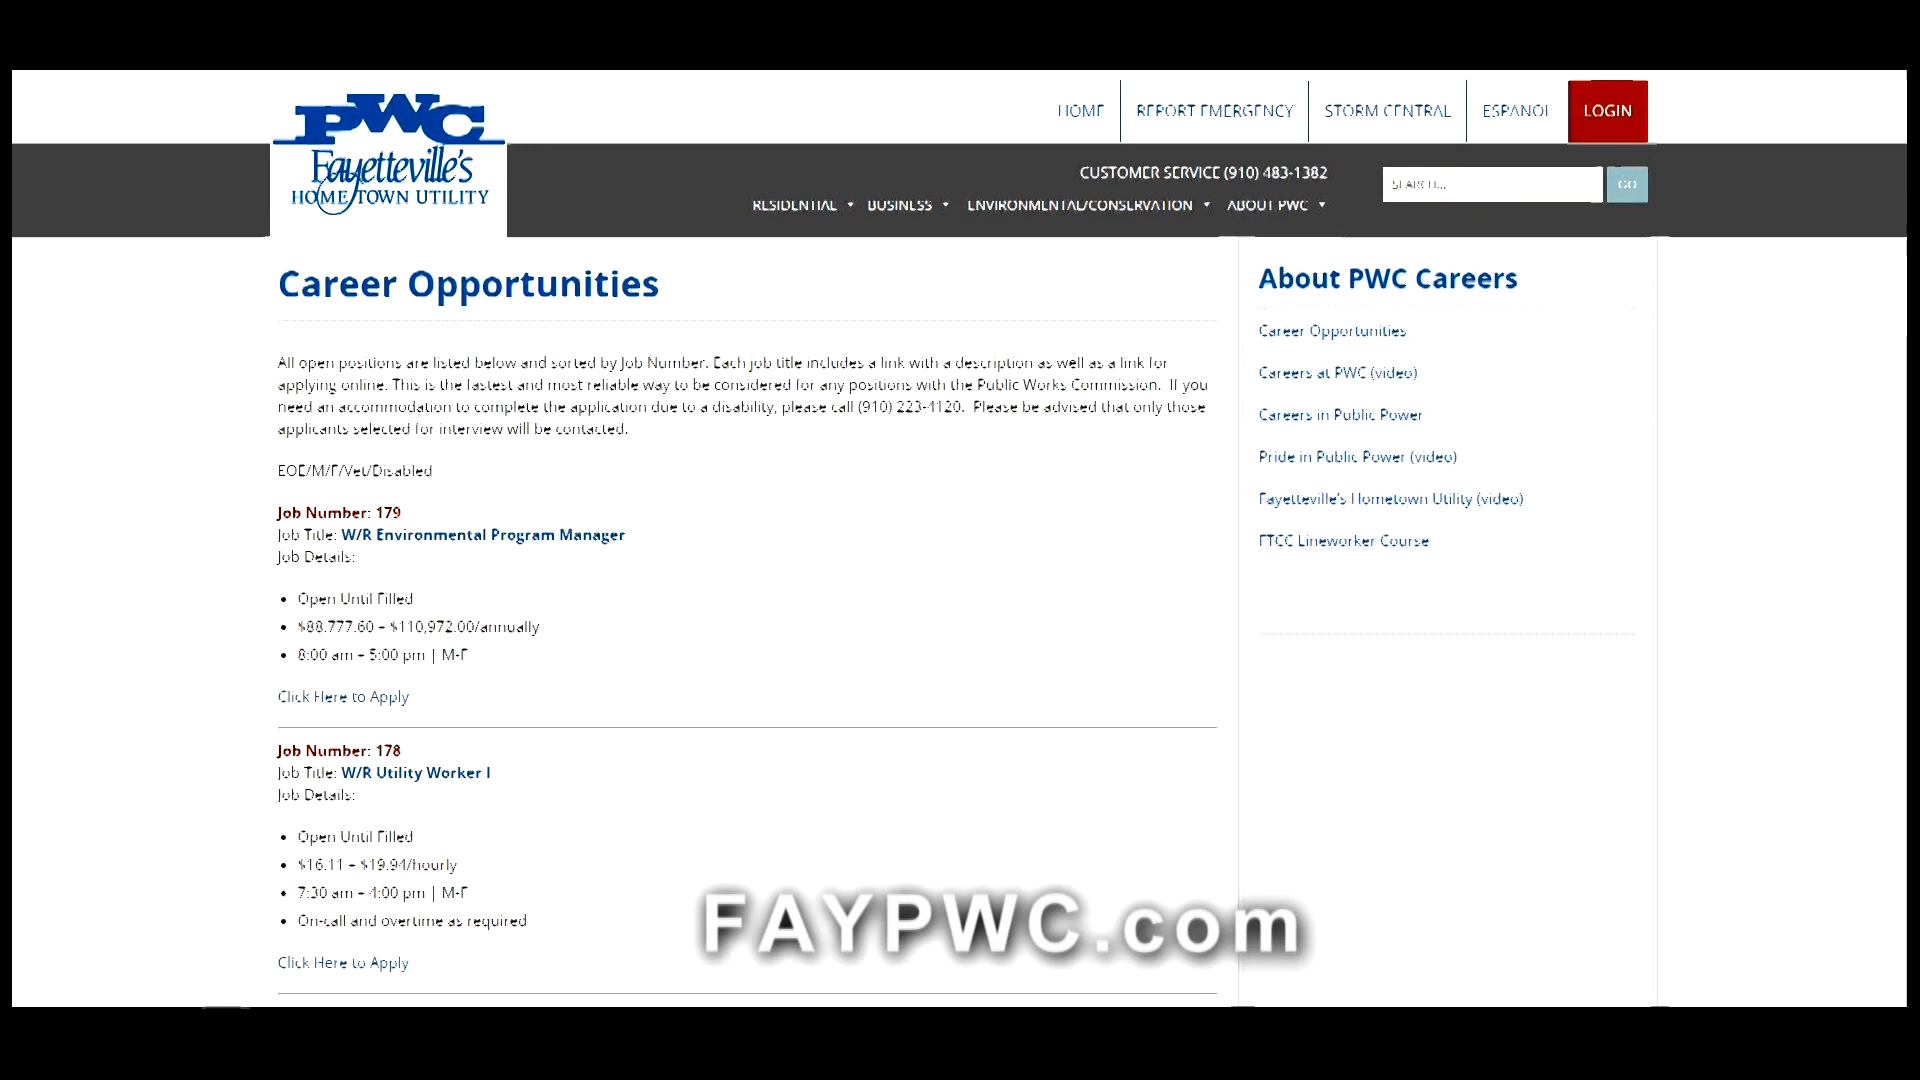 PWC
Fayetteville's
HOMETOWN UTILITY
HOME
REPORT EMERGENCY
STORM CENTRAL
ESPANOL
LOGIN
CUSTOMER SERVICE (910) 483-1382
SEARCH...
GO
RESIDENTIAL
BUSINESS
ENVIRONMENTAL/CONSERVATION
ABOUT PWC
Career Opportunities
All open positions are listed below and sorted by Job Number. Each job title includes a link with a description as well as a link for
applying online. This is the fastest and most reliable way to be considered for any positions with the Public Works Commission. If you
need an accommodation to complete the application due to a disability, please call (910) 223-4120. Please be advised that only those
applicants selected for interview will be contacted.
EOE/M/F/Vet/Disabled
Job Number: 179
Job Title: W/R Environmental Program Manager
Job Details:
• Open Until Filled
• $88,777.60 – $110,972.00/annually
• 8:00 am – 5:00 pm | M-F
Click Here to Apply
Job Number: 178
Job Title: W/R Utility Worker I
Job Details:
• Open Until Filled
• $16.11 – $19.94/hourly
• 7:30 am – 4:00 pm | M-F
• On-call and overtime as required
Click Here to Apply
About PWC Careers
Career Opportunities
Careers at PWC (video)
Careers in Public Power
Pride in Public Power (video)
Fayetteville's Hometown Utility (video)
FTCC Lineworker Course
FAYPWC.com